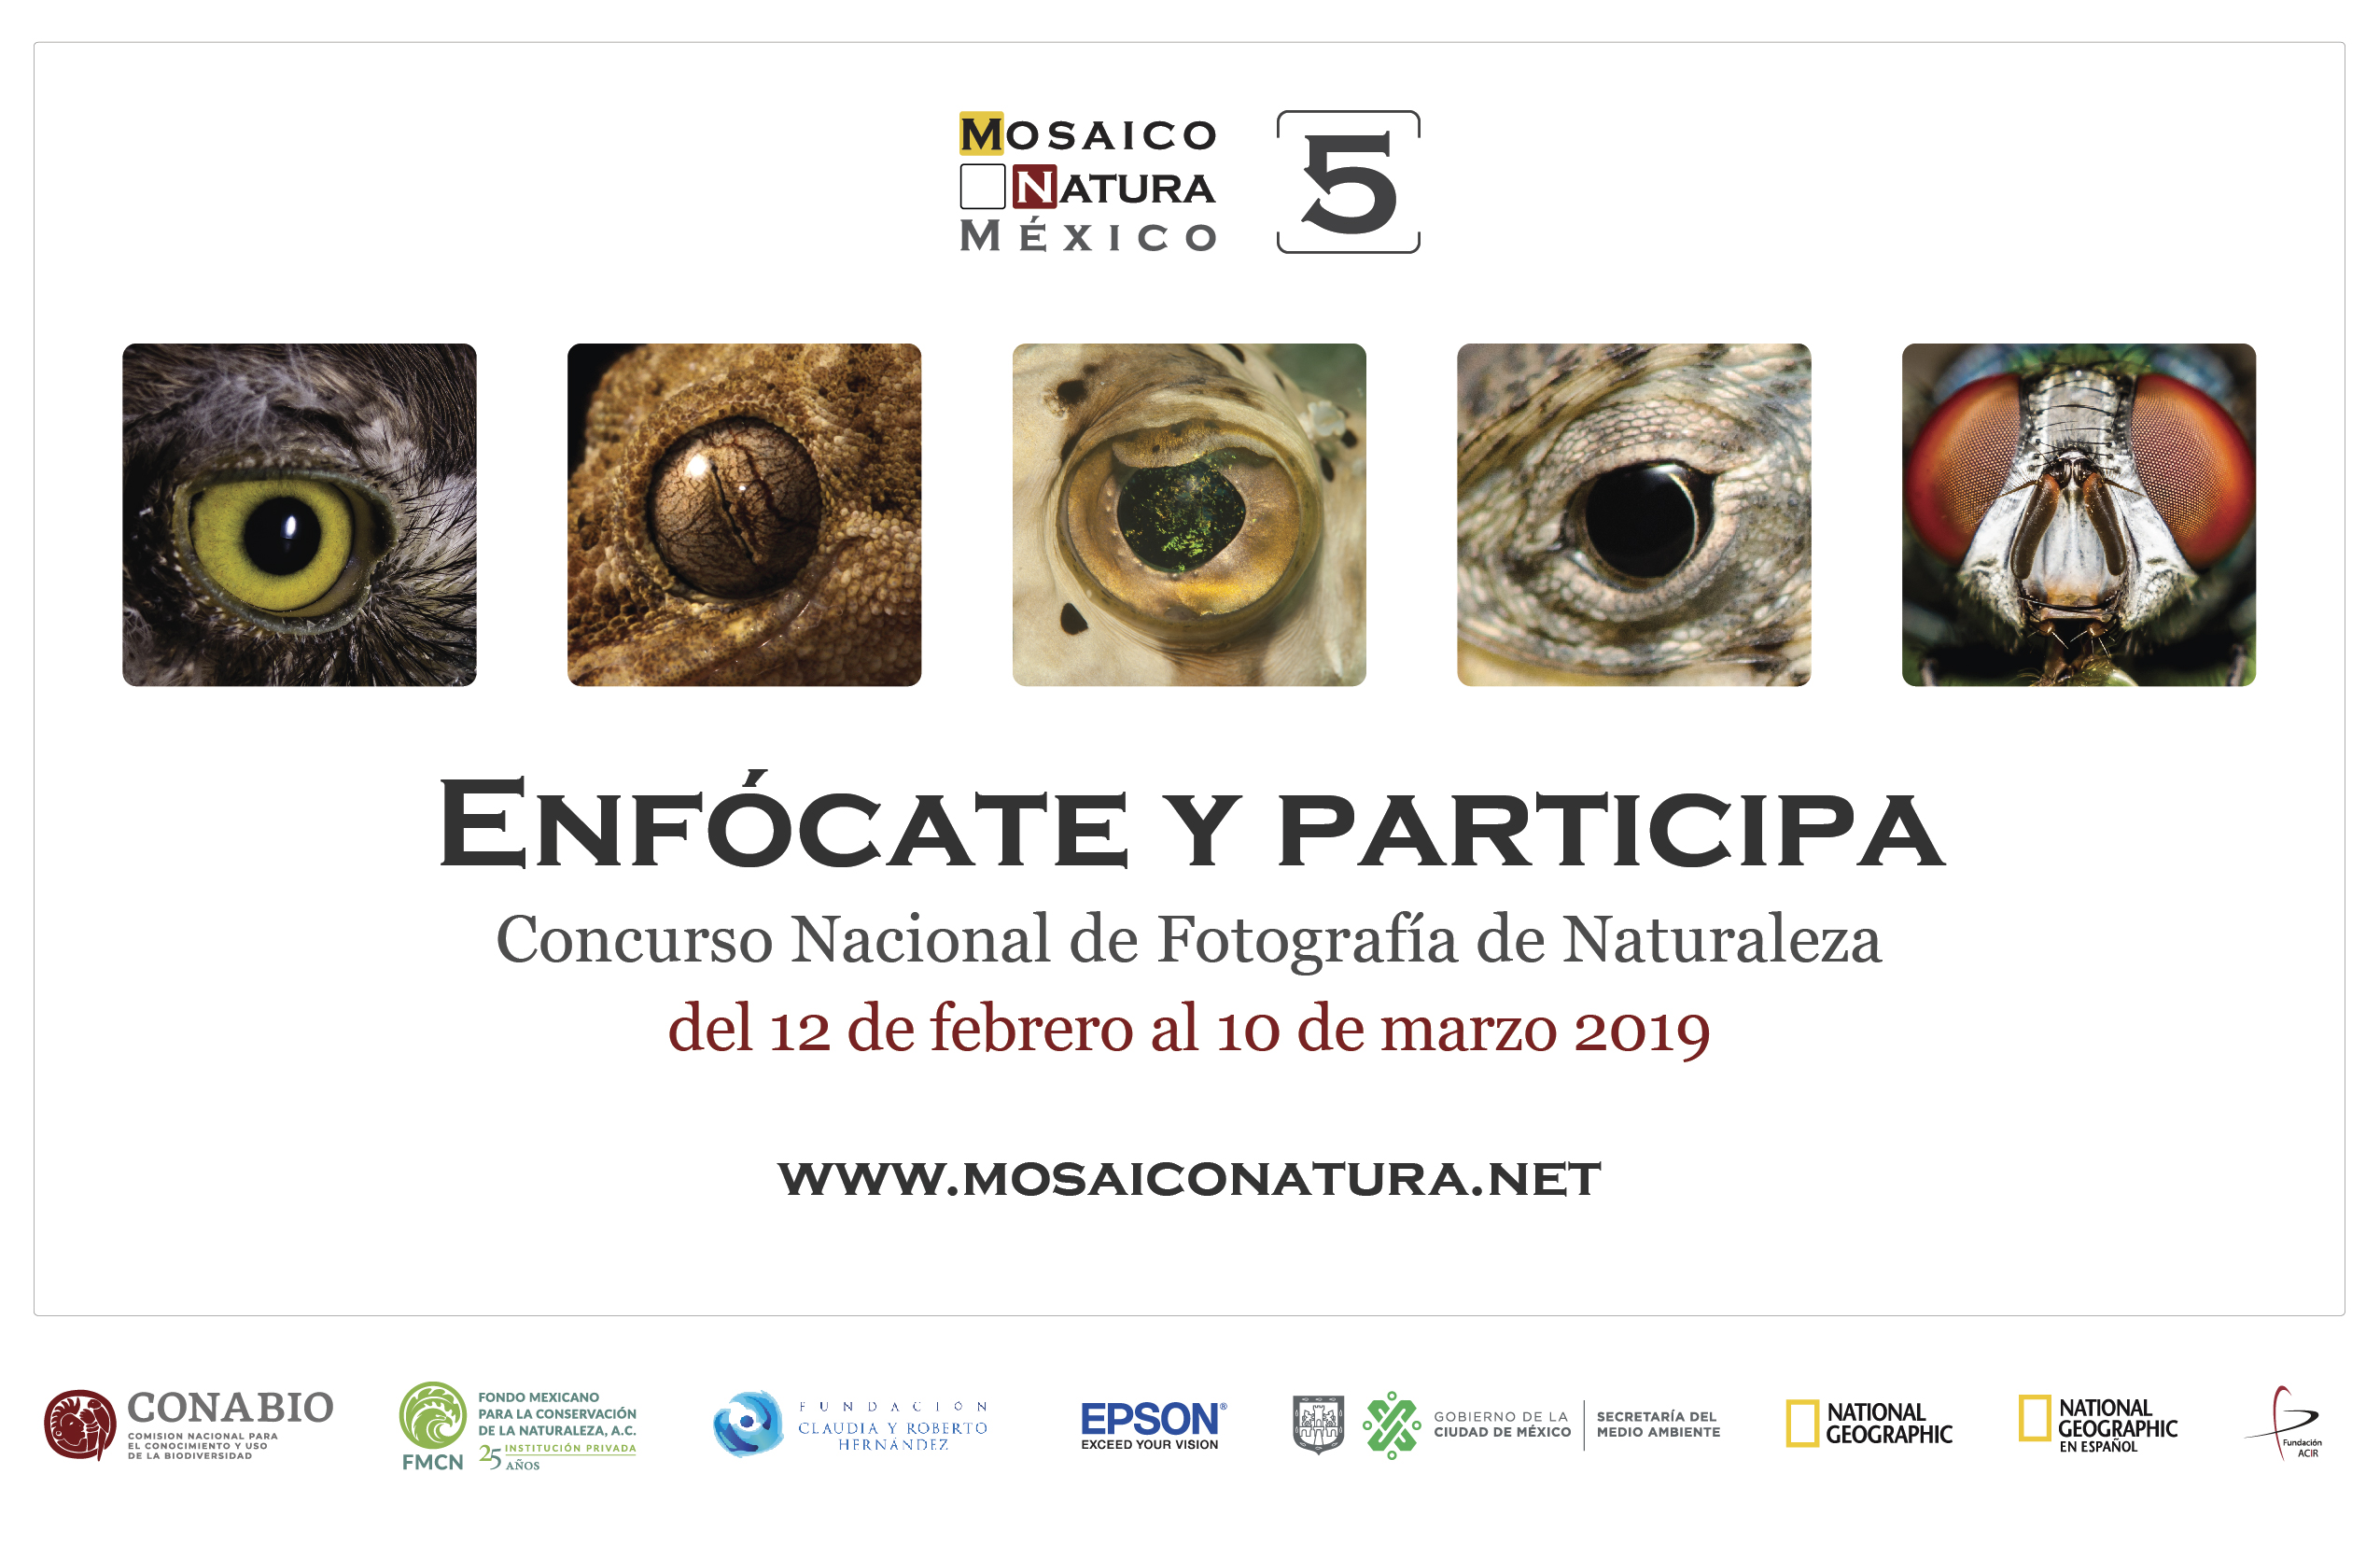 MOSAICO
NATURA
MÉXICO
5
ENFÓCATE Y PARTICIPA
Concurso Nacional de Fotografía de Naturaleza
del 12 de febrero al 10 de marzo 2019
WWW.MOSAICONATURA.NET
CONABIO
COMISION NACIONAL PARA
EL CONOCIMIENTO Y USO
DE LA BIODIVERSIDAD
FMCN
FONDO MEXICANO
PARA LA CONSERVACIÓN
DE LA NATURALEZA, A.C.
25 INSTITUCIÓN PRIVADA
AÑOS
FUNDACIÓN
CLAUDIA Y ROBERTO
HERNÁNDEZ
EPSON®
EXCEED YOUR VISION
GOBIERNO DE LA
CIUDAD DE MÉXICO
SECRETARÍA DEL
MEDIO AMBIENTE
NATIONAL
GEOGRAPHIC
NATIONAL
GEOGRAPHIC
EN ESPAÑOL
Fundación
ACIR